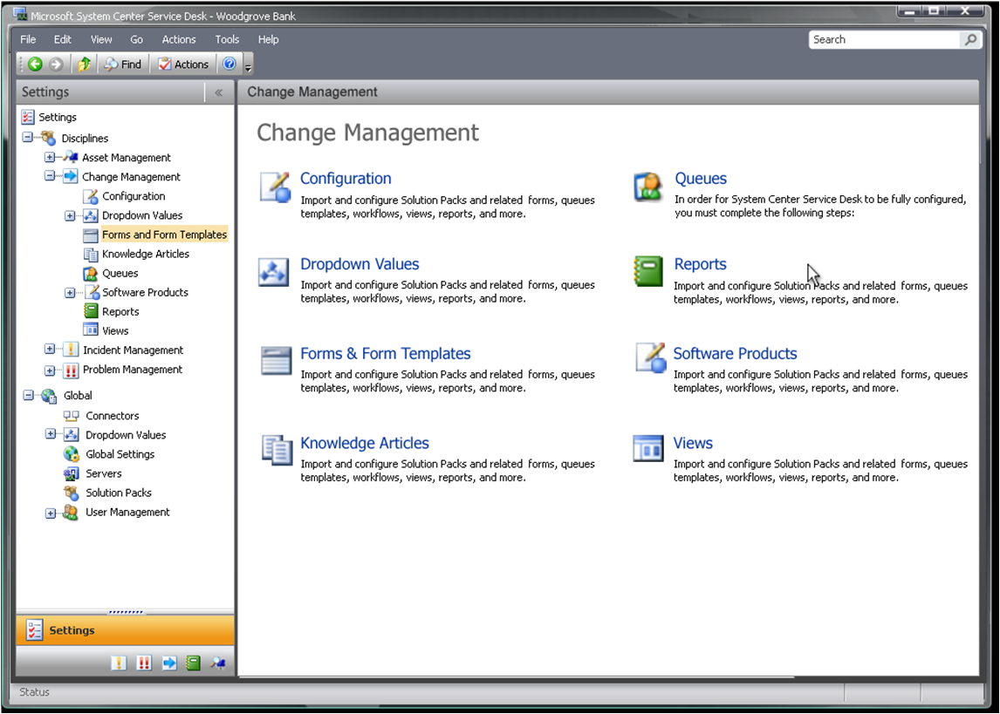 Microsoft System Center Service Desk - Woodgrove Bank
File Edit View Go Actions Tools Help
Search
Find Actions
Settings
«
Change Management
Settings
Disciplines
Asset Management
Change Management
Configuration
Dropdown Values
Forms and Form Templates
Knowledge Articles
Queues
Software Products
Reports
Views
Incident Management
Problem Management
Global
Connectors
Dropdown Values
Global Settings
Servers
Solution Packs
User Management
Settings
Change Management
Configuration
Import and configure Solution Packs and related forms, queues
templates, workflows, views, reports, and more.
Queues
In order for System Center Service Desk to be fully configured,
you must complete the following steps:
Dropdown Values
Import and configure Solution Packs and related forms, queues
templates, workflows, views, reports, and more.
Reports
Import and configure Solution Packs and related forms, queues
templates, workflows, views, reports, and more.
Forms & Form Templates
Import and configure Solution Packs and related forms, queues
templates, workflows, views, reports, and more.
Software Products
Import and configure Solution Packs and related forms, queues
templates, workflows, views, reports, and more.
Knowledge Articles
Import and configure Solution Packs and related forms, queues
templates, workflows, views, reports, and more.
Views
Import and configure Solution Packs and related forms, queues
templates, workflows, views, reports, and more.
Status